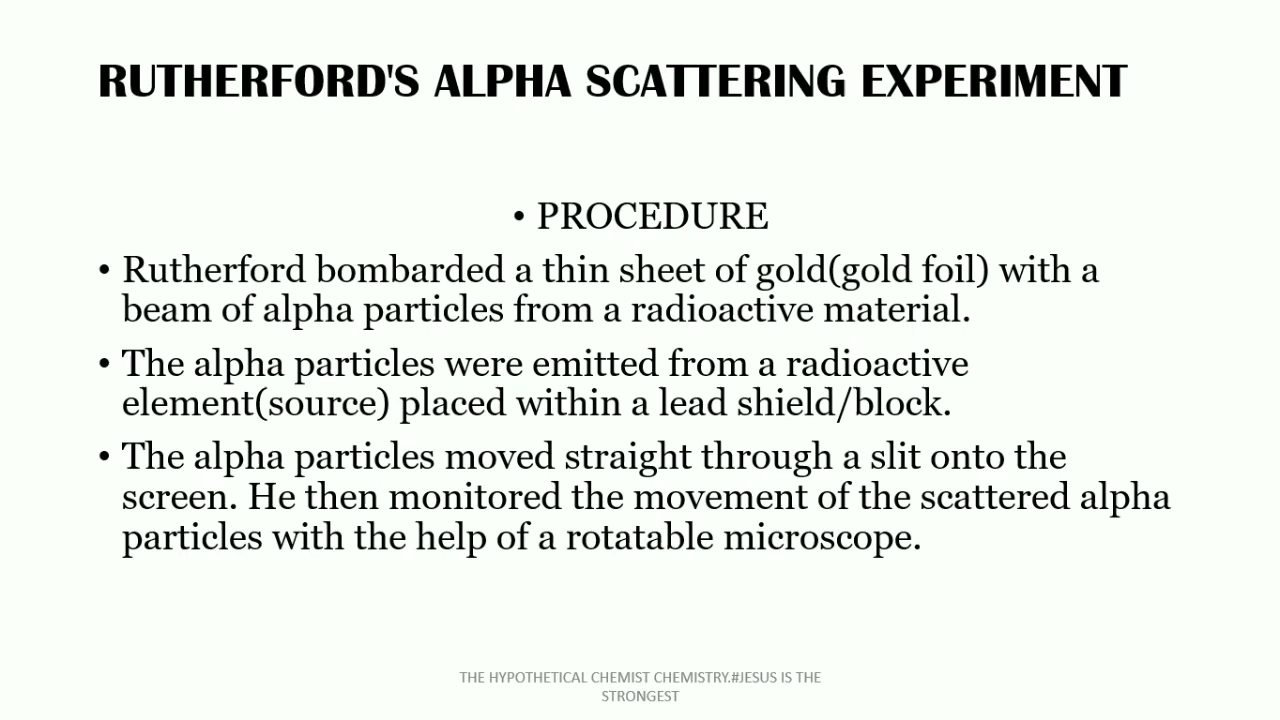 RUTHERFORD'S ALPHA SCATTERING EXPERIMENT
• PROCEDURE
• Rutherford bombarded a thin sheet of gold(gold foil) with a
beam of alpha particles from a radioactive material.
• The alpha particles were emitted from a radioactive
element(source) placed within a lead shield/block.
• The alpha particles moved straight through a slit onto the
screen. He then monitored the movement of the scattered alpha
particles with the help of a rotatable microscope.
THE HYPOTHETICAL CHEMIST CHEMISTRY.#JESUS IS THE
STRONGEST